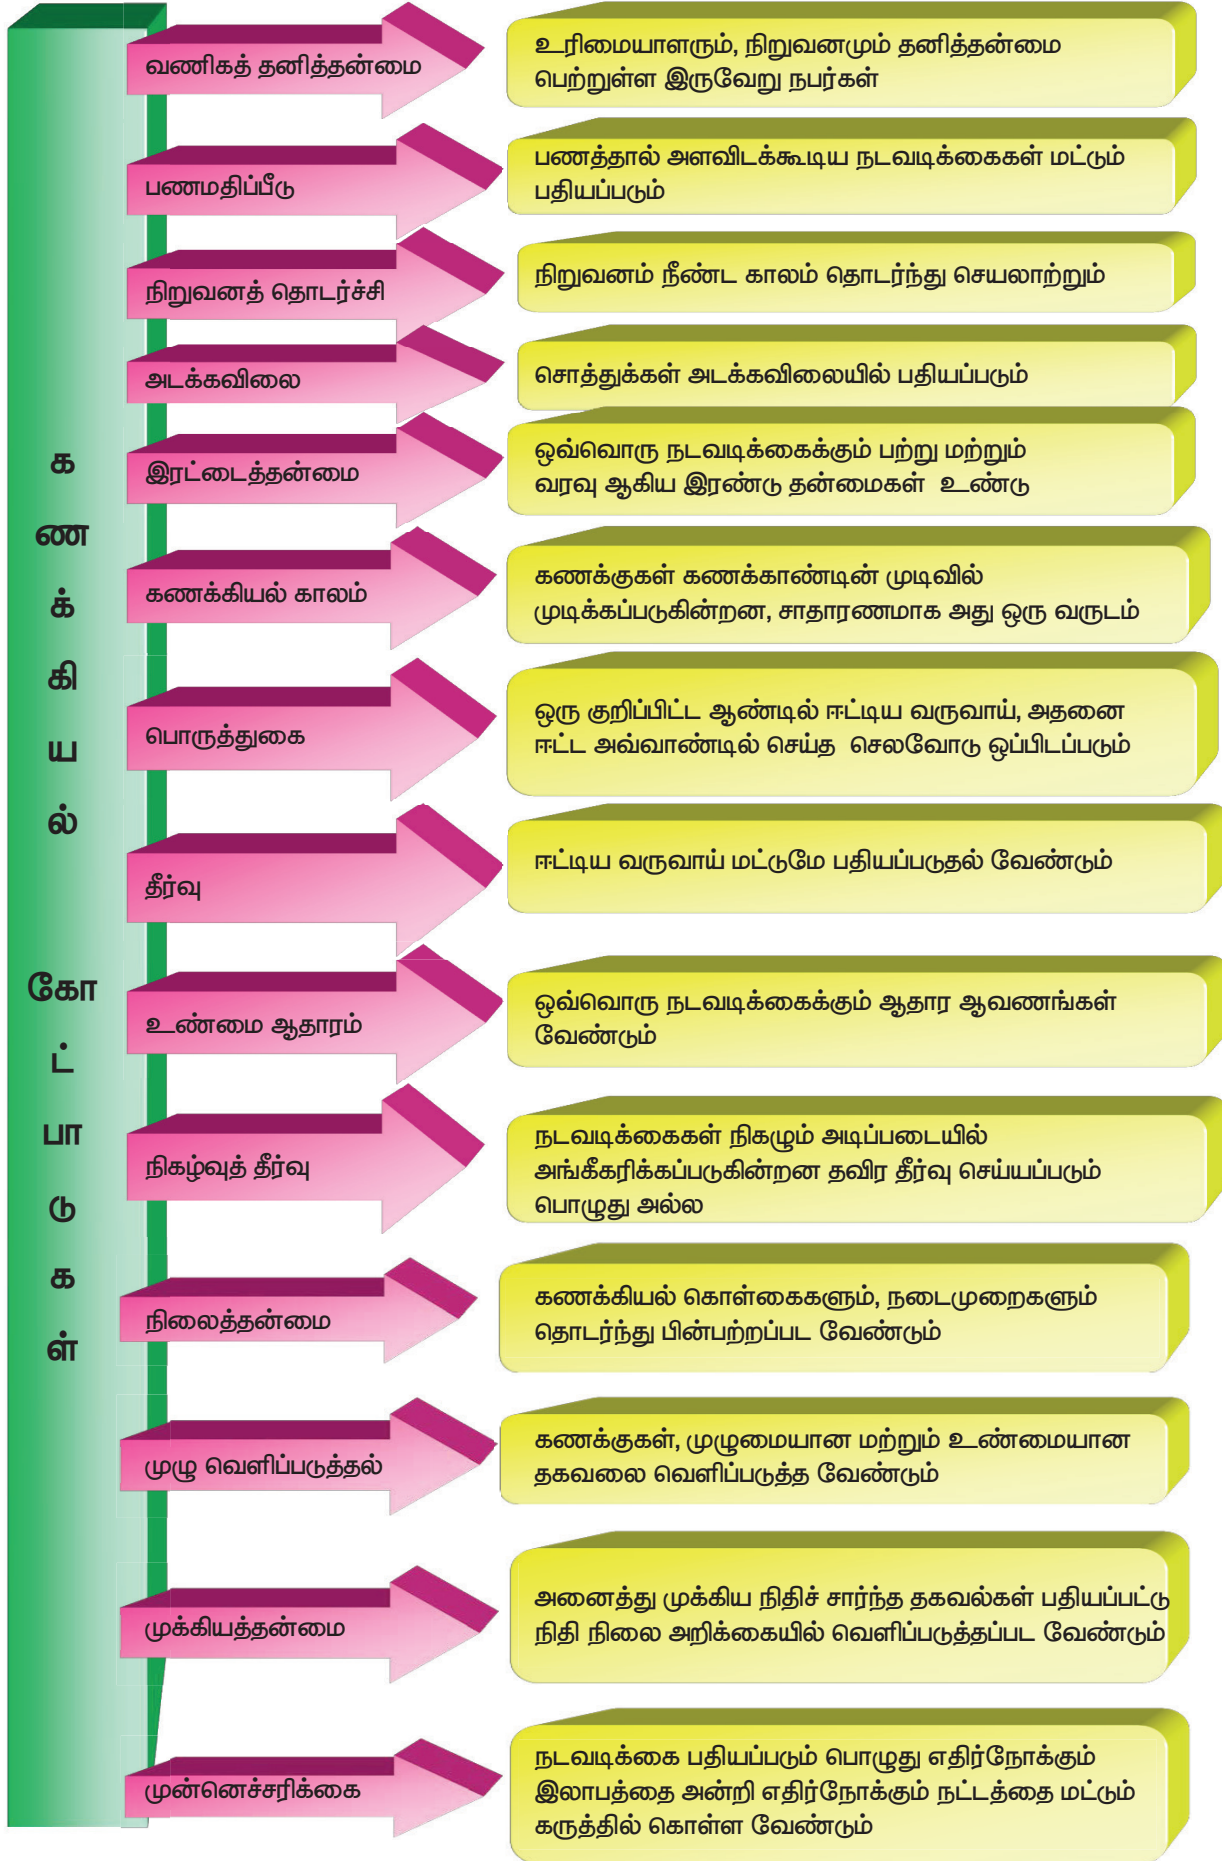 கணக்கியல் கோட்பாடுகள்
வணிகத் தனித்தன்மை
உரிமையாளரும், நிறுவனமும் தனித்தன்மை
பெற்றுள்ள இருவேறு நபர்கள்
பணமதிப்பீடு
பணத்தால் அளவிடக்கூடிய நடவடிக்கைகள் மட்டும்
பதியப்படும்
நிறுவனத் தொடர்ச்சி
நிறுவனம் நீண்ட காலம் தொடர்ந்து செயலாற்றும்
அடக்கவிலை
சொத்துக்கள் அடக்கவிலையில் பதியப்படும்
இரட்டைத்தன்மை
ஒவ்வொரு நடவடிக்கைக்கும் பற்று மற்றும்
வரவு ஆகிய இரண்டு தன்மைகள் உண்டு
கணக்கியல் காலம்
கணக்குகள் கணக்காண்டின் முடிவில்
முடிக்கப்படுகின்றன, சாதாரணமாக அது ஒரு வருடம்
பொருத்துகை
ஒரு குறிப்பிட்ட ஆண்டில் ஈட்டிய வருவாய், அதனை
ஈட்ட அவ்வாண்டில் செய்த செலவோடு ஒப்பிடப்படும்
தீர்வு
ஈட்டிய வருவாய் மட்டுமே பதியப்படுதல் வேண்டும்
உண்மை ஆதாரம்
ஒவ்வொரு நடவடிக்கைக்கும் ஆதார ஆவணங்கள்
வேண்டும்
நிகழ்வுத் தீர்வு
நடவடிக்கைகள் நிகழும் அடிப்படையில்
அங்கீகரிக்கப்படுகின்றன தவிர தீர்வு செய்யப்படும்
பொழுது அல்ல
நிலைத்தன்மை
கணக்கியல் கொள்கைகளும், நடைமுறைகளும்
தொடர்ந்து பின்பற்றப்பட வேண்டும்
முழு வெளிப்படுத்தல்
கணக்குகள், முழுமையான மற்றும் உண்மையான
தகவலை வெளிப்படுத்த வேண்டும்
முக்கியத்தன்மை
அனைத்து முக்கிய நிதிச் சார்ந்த தகவல்கள் பதியப்பட்டு
நிதி நிலை அறிக்கையில் வெளிப்படுத்தப்பட வேண்டும்
முன்னெச்சரிக்கை
நடவடிக்கை பதியப்படும் பொழுது எதிர்நோக்கும்
இலாபத்தை அன்றி எதிர்நோக்கும் நட்டத்தை மட்டும்
கருத்தில் கொள்ள வேண்டும்